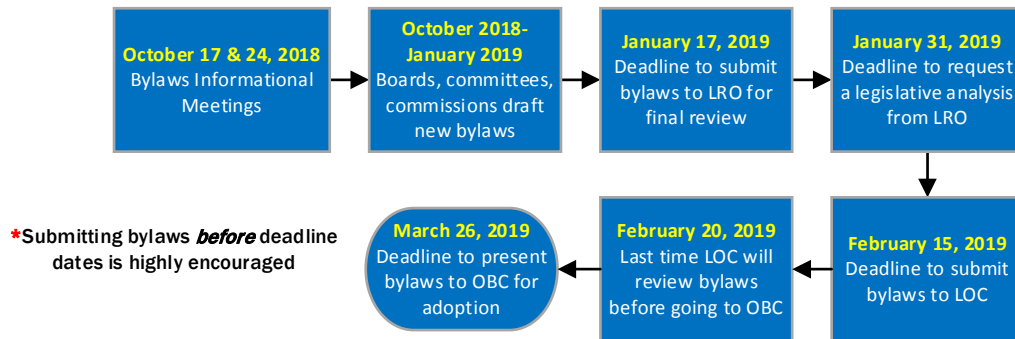 October 17 & 24, 2018
Bylaws Informational
Meetings
October 2018-
January 2019
Boards, committees,
commissions draft
new bylaws
January 17, 2019
Deadline to submit
bylaws to LRO for
final review
January 31, 2019
Deadline to request
a legislative analysis
from LRO
February 15, 2019
Deadline to submit
bylaws to LOC
February 20, 2019
Last time LOC will
review bylaws
before going to OBC
March 26, 2019
Deadline to present
bylaws to OBC for
adoption
*Submitting bylaws before deadline
dates is highly encouraged